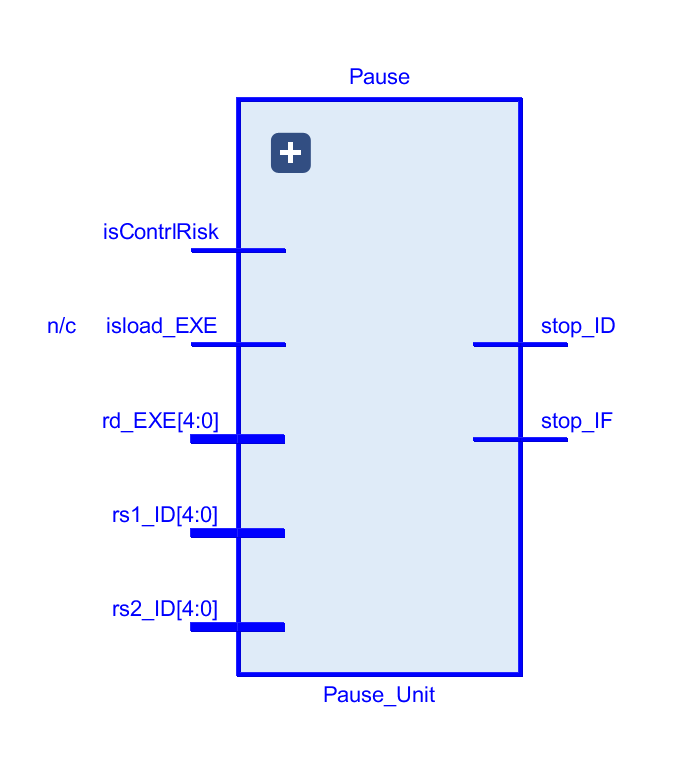 Pause
isContrlRisk
n/c isload_EXE
stop_ID
rd_EXE[4:0]
stop_IF
rs1_ID[4:0]
rs2_ID[4:0]
Pause_Unit